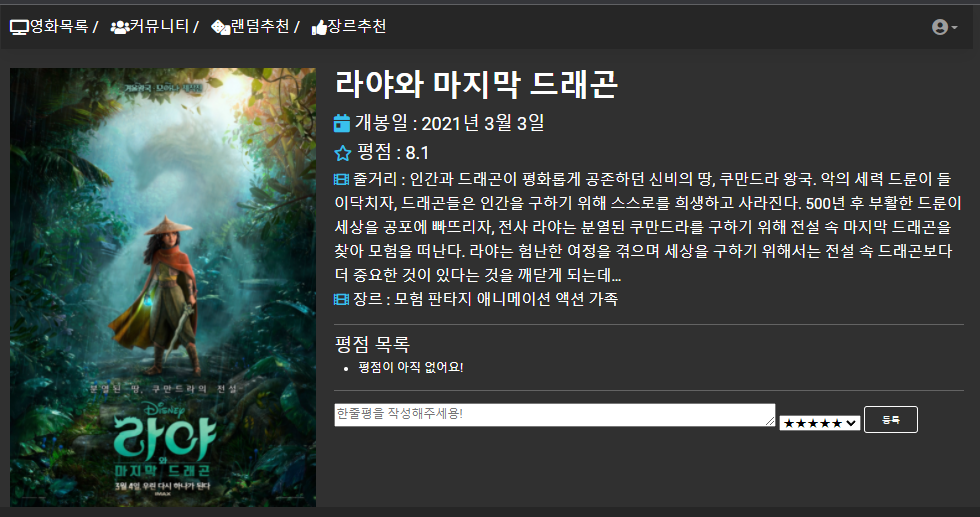 영화목록 / 커뮤니티 / 랜덤추천 / 장르추천
라야와 마지막 드래곤
개봉일 : 2021년 3월 3일
평점 : 8.1
줄거리 : 인간과 드래곤이 평화롭게 공존하던 신비의 땅, 쿠만드라 왕국. 악의 세력 드룬이 들
이닥치자, 드래곤들은 인간을 구하기 위해 스스로를 희생하고 사라진다. 500년 후 부활한 드룬이
세상을 공포에 빠뜨리자, 전사 라야는 분열된 쿠만드라를 구하기 위해 전설 속 마지막 드래곤을
찾아 모험을 떠난다. 라야는 험난한 여정을 겪으며 세상을 구하기 위해서는 전설 속 드래곤보다
더 중요한 것이 있다는 것을 깨닫게 되는데...
장르 : 모험 판타지 애니메이션 액션 가족
평점 목록
평점이 아직 없어요!
한줄평을 작성해주세용!
★★★★★
등록
분열된 땅, 쿠만드라의 전설
Disney
라야
와
마지막 드래곤
3월 4일, 우린 다시 하나가 된다